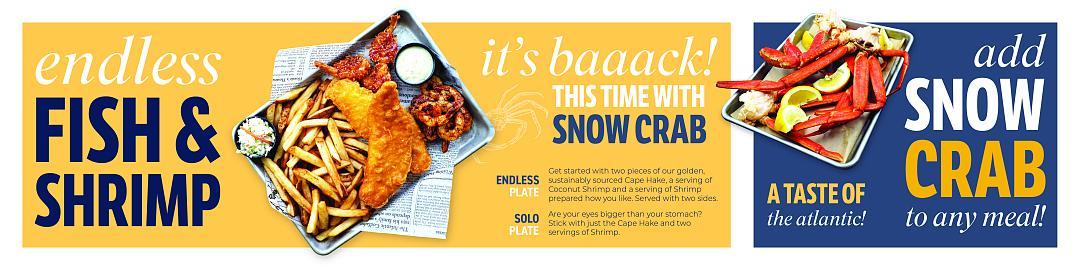 endless
FISH &
SHRIMP
it's baaack!
THIS TIME WITH
SNOW CRAB
ENDLESS
PLATE
Get started with two pieces of our golden,
sustainably sourced Cape Hake, a serving of
Coconut Shrimp and a serving of Shrimp
prepared how you like. Served with two sides.
SOLO
PLATE
Are your eyes bigger than your stomach?
Stick with just the Cape Hake and two
servings of Shrimp.
A TASTE OF
the atlantic!
add
SNOW
CRAB
to any meal!